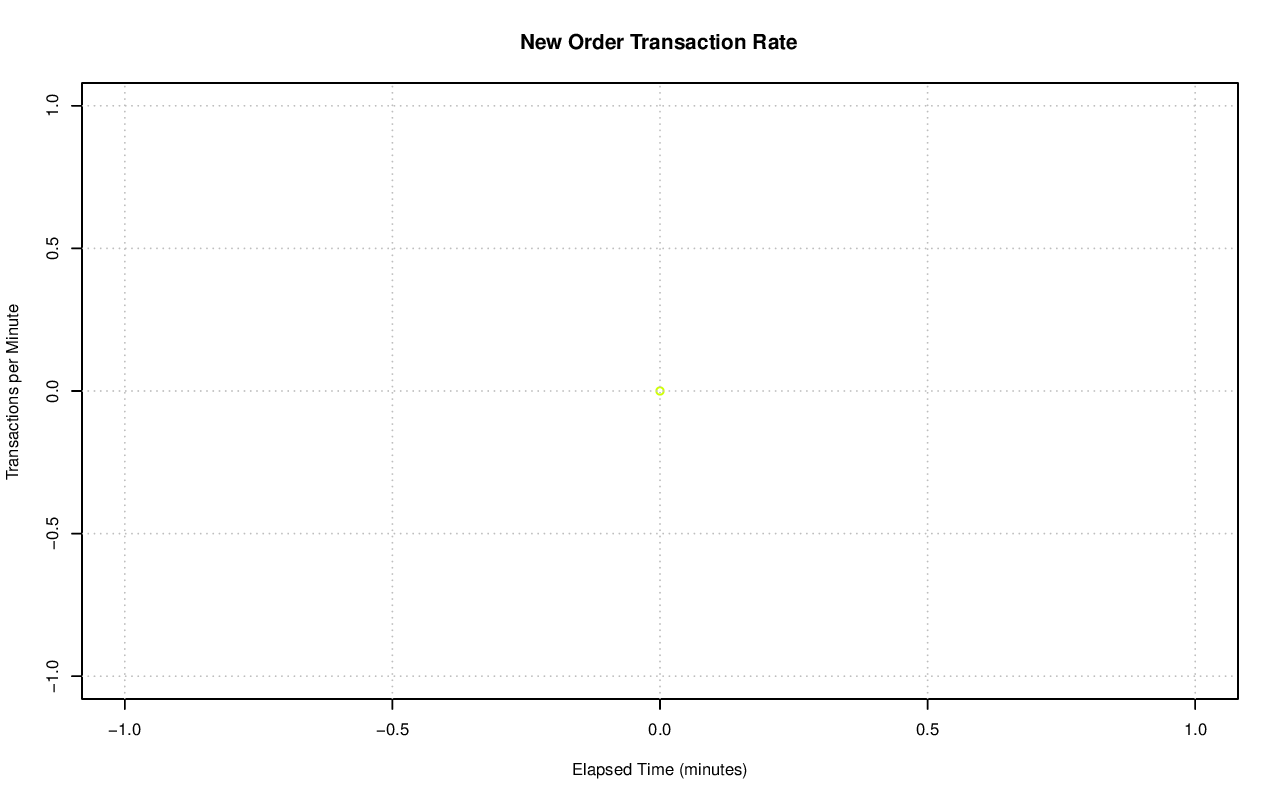 New Order Transaction Rate
Transactions per Minute
1.0
0.5
0.0
−0.5
−1.0
−1.0 −0.5 0.0 0.5 1.0
Elapsed Time (minutes)